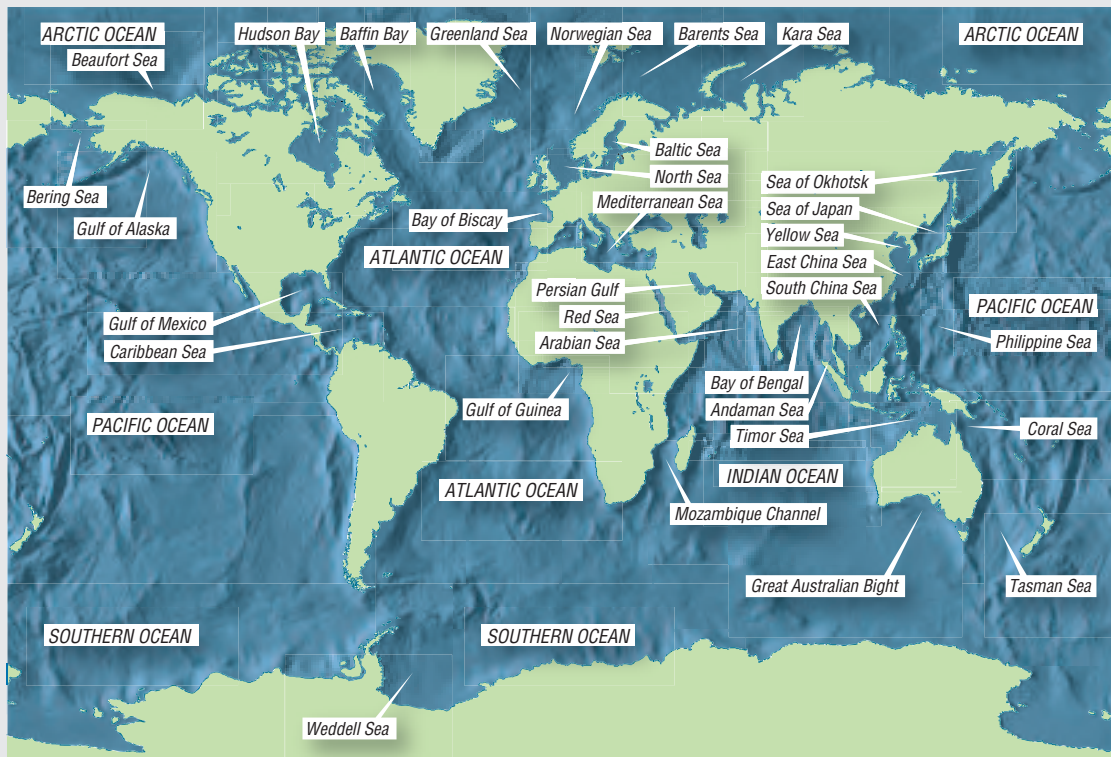 ARCTIC OCEAN
Hudson Bay
Baffin Bay
Greenland Sea
Norwegian Sea
Barents Sea
Kara Sea
ARCTIC OCEAN
Beaufort Sea
Baltic Sea
North Sea
Sea of Okhotsk
Bering Sea
Mediterranean Sea
Sea of Japan
Gulf of Alaska
Bay of Biscay
Yellow Sea
ATLANTIC OCEAN
East China Sea
Persian Gulf
South China Sea
PACIFIC OCEAN
Gulf of Mexico
Red Sea
Philippine Sea
Caribbean Sea
Arabian Sea
Bay of Bengal
Gulf of Guinea
Andaman Sea
PACIFIC OCEAN
Timor Sea
Coral Sea
INDIAN OCEAN
ATLANTIC OCEAN
Mozambique Channel
Great Australian Bight
Tasman Sea
SOUTHERN OCEAN
SOUTHERN OCEAN
Weddell Sea